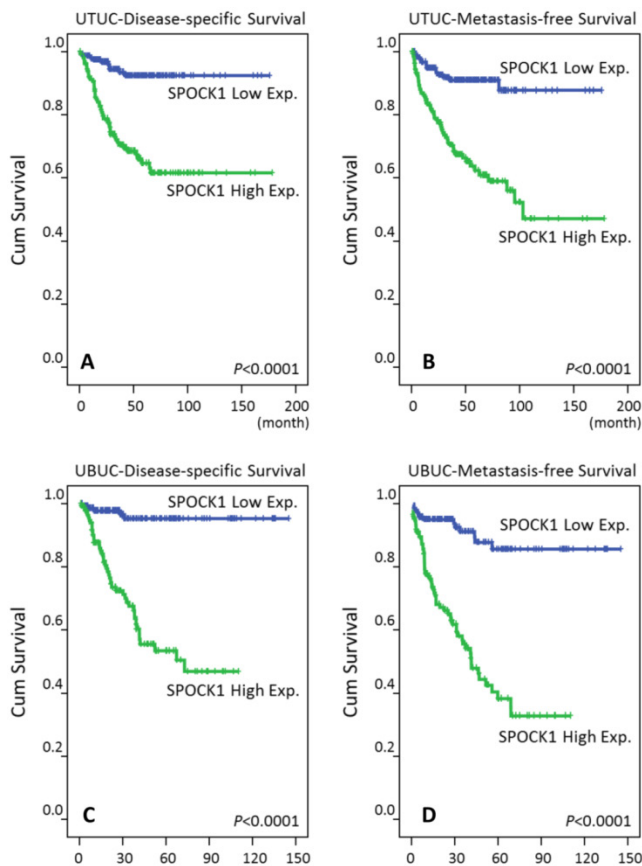 UTUC-Disease-specific Survival
1.0
0.8
0.6
0.4
0.2
0.0
Cum Survival
SPOCK1 Low Exp.
SPOCK1 High Exp.
A
P<0.0001
0 50 100 150 200
(month)
UTUC-Metastasis-free Survival
1.0
0.8
0.6
0.4
0.2
0.0
Cum Survival
SPOCK1 Low Exp.
SPOCK1 High Exp.
B
P<0.0001
0 50 100 150 200
(month)
UBUC-Disease-specific Survival
1.0
0.8
0.6
0.4
0.2
0.0
Cum Survival
SPOCK1 Low Exp.
SPOCK1 High Exp.
C
P<0.0001
0 30 60 90 120 150
UBUC-Metastasis-free Survival
1.0
0.8
0.6
0.4
0.2
0.0
Cum Survival
SPOCK1 Low Exp.
SPOCK1 High Exp.
D
P<0.0001
0 30 60 90 120 150